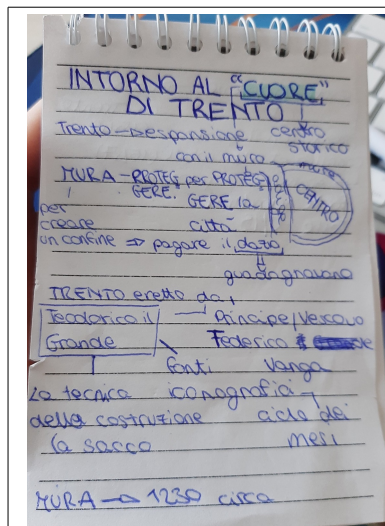 INTORNO AL "CUORE"
DI TRENTO
Trento → espansione centro
storico
con il muro
MURA - PROTEG per PROTEG
GERE. GERE la
mura
CENTRO
per
creare città
un confine ⇒ pagare il dazio
guadagnavano
TRENTO eretto da,
Teodorico il → Principe/Vescovo
Grande Federico
fonti Vanga
La tecnica iconografia
della costruzione ciclo dei
la sacco mesi
MURA → 1230 circa